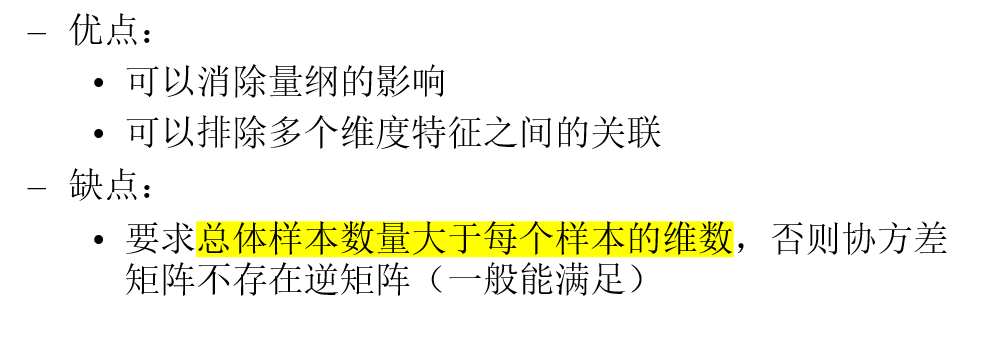 – 优点：
• 可以消除量纲的影响
• 可以排除多个维度特征之间的关联
– 缺点：
• 要求总体样本数量大于每个样本的维数，否则协方差
矩阵不存在逆矩阵（一般能满足）